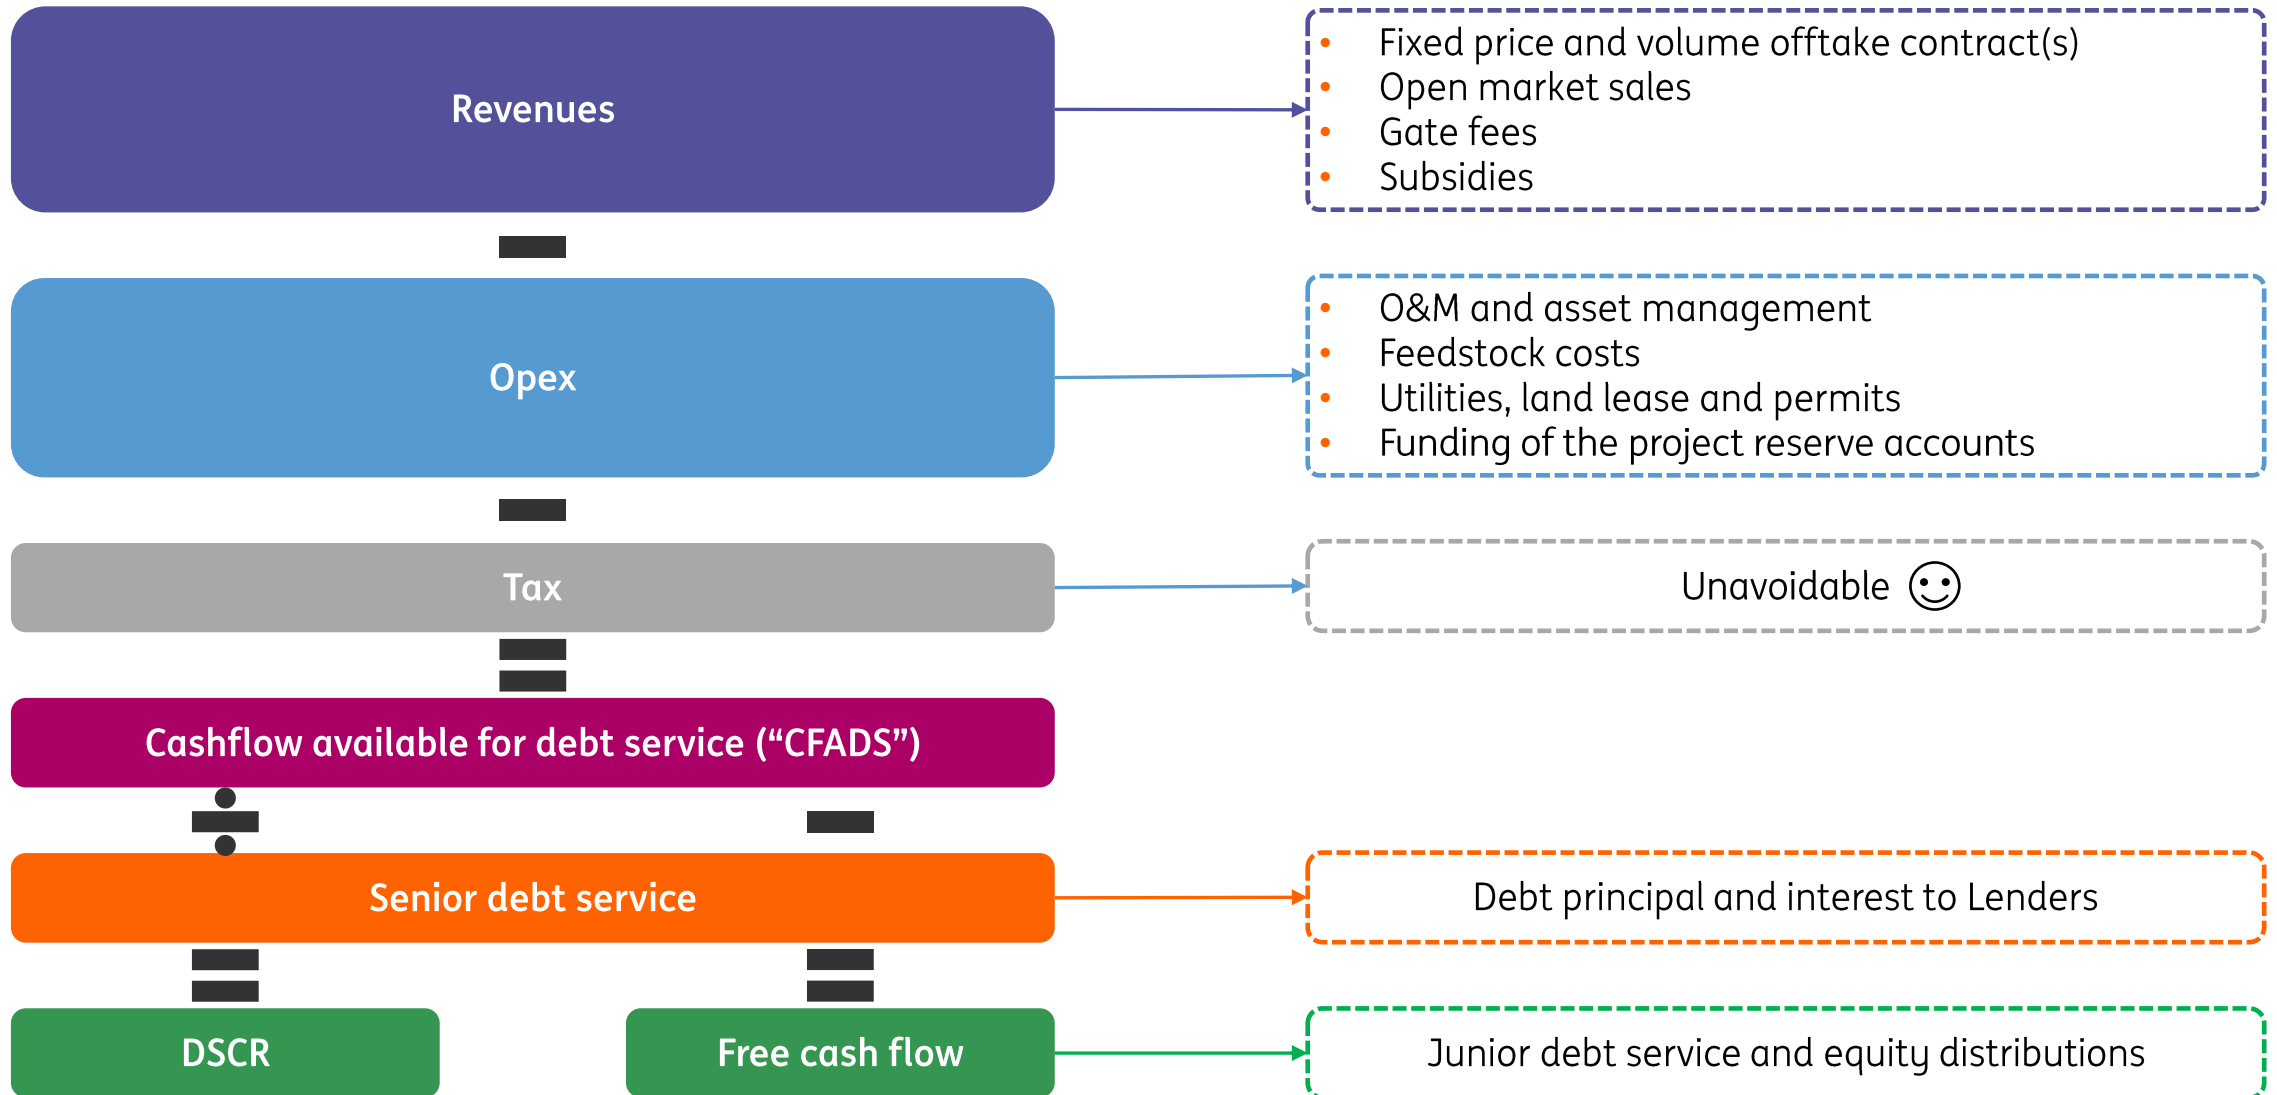 Revenues
• Fixed price and volume offtake contract(s)
• Open market sales
• Gate fees
• Subsidies
Opex
• O&M and asset management
• Feedstock costs
• Utilities, land lease and permits
• Funding of the project reserve accounts
Tax
Unavoidable ☺
Cashflow available for debt service (“CFADS”)
Senior debt service
Debt principal and interest to Lenders
DSCR
Free cash flow
Junior debt service and equity distributions